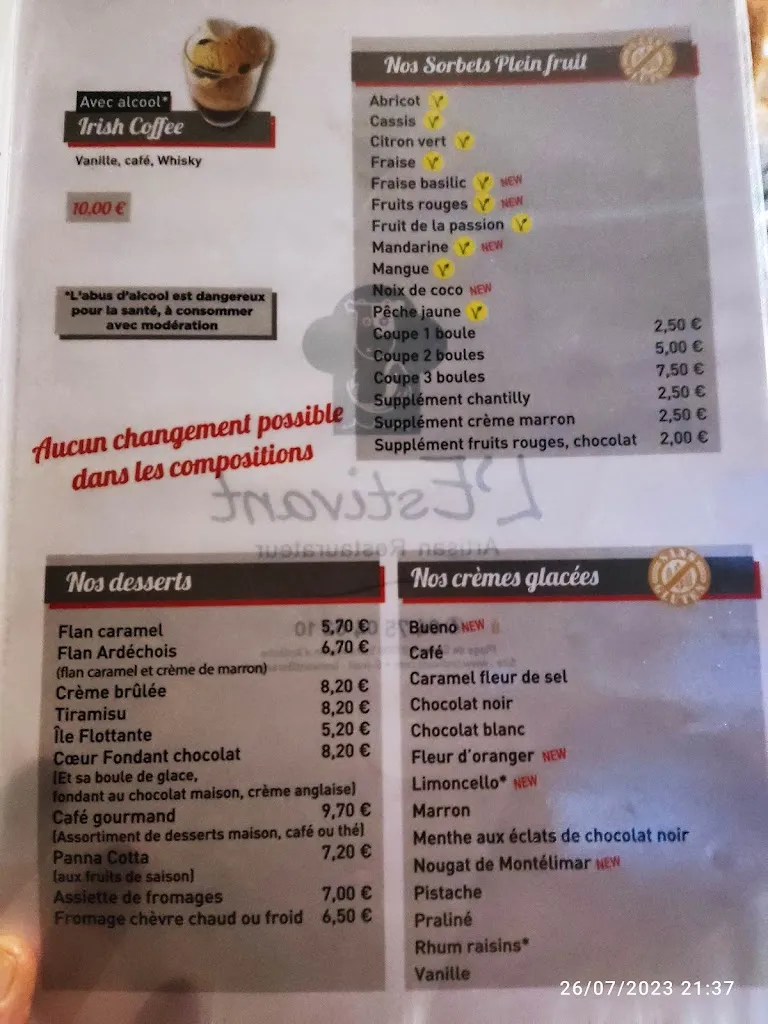 Avec alcool*
Irish Coffee
Vanille, café, Whisky
10.00 €
*L'abus d'alcool est dangereux
pour la santé, à consommer
avec modération
Aucun changement possible
dans les compositions
Nos Sorbets Plein fruit
Abricot
Cassis
Citron vert
Fraise
Fraise basilic NEW
Fruits rouges NEW
Fruit de la passion
Mandarine NEW
Mangue
Noix de coco NEW
Pêche jaune
Coupe 1 boule 2,50 €
Coupe 2 boules 5,00 €
Coupe 3 boules 7,50 €
Supplément chantilly 2,50 €
Supplément crème marron 2,50 €
Supplément fruits rouges, chocolat 2,00 €
L'Estivant
Artisan Restaurateur
Nos desserts
Flan caramel 5,70 €
Flan Ardéchois 6,70 €
(flan caramel et crème de marron)
Crème brûlée 8,20 €
Tiramisu 8,20 €
Île Flottante 5,20 €
Cœur Fondant chocolat 8,20 €
(Et sa boule de glace,
fondant au chocolat maison, crème anglaise)
Café gourmand 9,70 €
(Assortiment de desserts maison, café ou thé)
Panna Cotta 7,20 €
(aux fruits de saison)
Assiette de fromages 7,00 €
Fromage chèvre chaud ou froid 6,50 €
Nos crèmes glacées
Bueno NEW
Café
Caramel fleur de sel
Chocolat noir
Chocolat blanc
Fleur d'oranger NEW
Limoncello* NEW
Marron
Menthe aux éclats de chocolat noir
Nougat de Montélimar NEW
Pistache
Praliné
Rhum raisins*
Vanille
26/07/2023 21:37